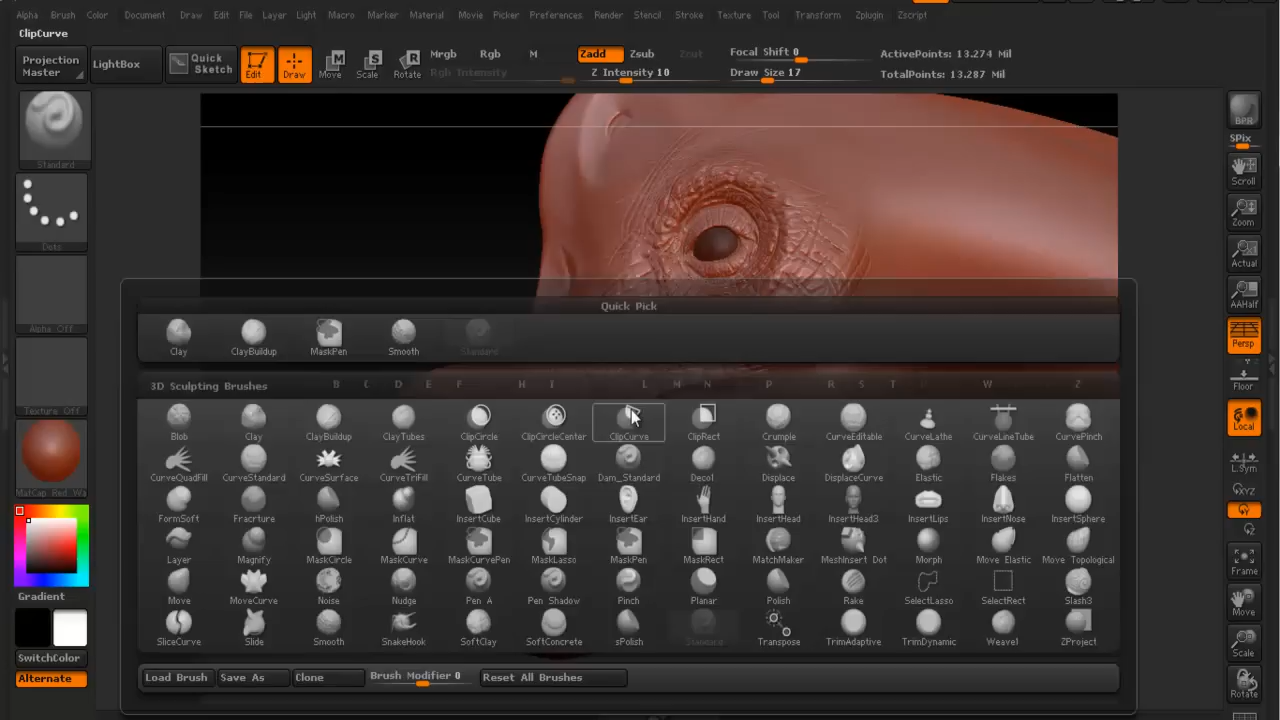 Alpha Brush Color Document Draw Edit File Layer Light Macro Marker Material Movie Picker Preferences Render Stencil Stroke Texture Tool Transform Zplugin Zscript
ClipCurve
Projection Master LightBox Quick Sketch Edit Draw Move Scale Rotate
Mrgb Rgb M Zadd Zsub Zcut Focal Shift 0 ActivePoints: 13.274 Mil
Rgb Intensity Z Intensity 10 Draw Size 17 TotalPoints: 13.287 Mil
Standard
Dots
Alpha Off
Texture Off
MatCap Red Wa
Gradient
SwitchColor
Alternate
Quick Pick
Clay ClayBuildup MaskPen Smooth Standard
3D Sculpting Brushes B C D E F H I L M N P R S T U W Z
Blob Clay ClayBuildup ClayTubes ClipCircle ClipCircleCenter ClipCurve ClipRect Crumple CurveEditable CurveLathe CurveLineTube CurvePinch
CurveQuadFill CurveStandard CurveSurface CurveTriFill CurveTube CurveTubeSnap Dam_Standard Deco1 Displace DisplaceCurve Elastic Flakes Flatten
FormSoft Fracrture hPolish Inflat InsertCube InsertCylinder InsertEar InsertHand InsertHead InsertHead3 InsertLips InsertNose InsertSphere
Layer Magnify MaskCircle MaskCurve MaskCurvePen MaskLasso MaskPen MaskRect MatchMaker MeshInsert Dot Morph Move Elastic Move Topological
Move MoveCurve Noise Nudge Pen A Pen Shadow Pinch Planar Polish Rake SelectLasso SelectRect Slash3
SliceCurve Slide Smooth SnakeHook SoftClay SoftConcrete sPolish Standard Transpose TrimAdaptive TrimDynamic Weave1 ZProject
Load Brush Save As Clone Brush Modifier 0 Reset All Brushes
BPR
SPix
Scroll
Zoom
Actual
AAHalf
Persp
Floor
Local
L.Sym
XYZ
Y
Z
Frame
Move
Scale
Rotate